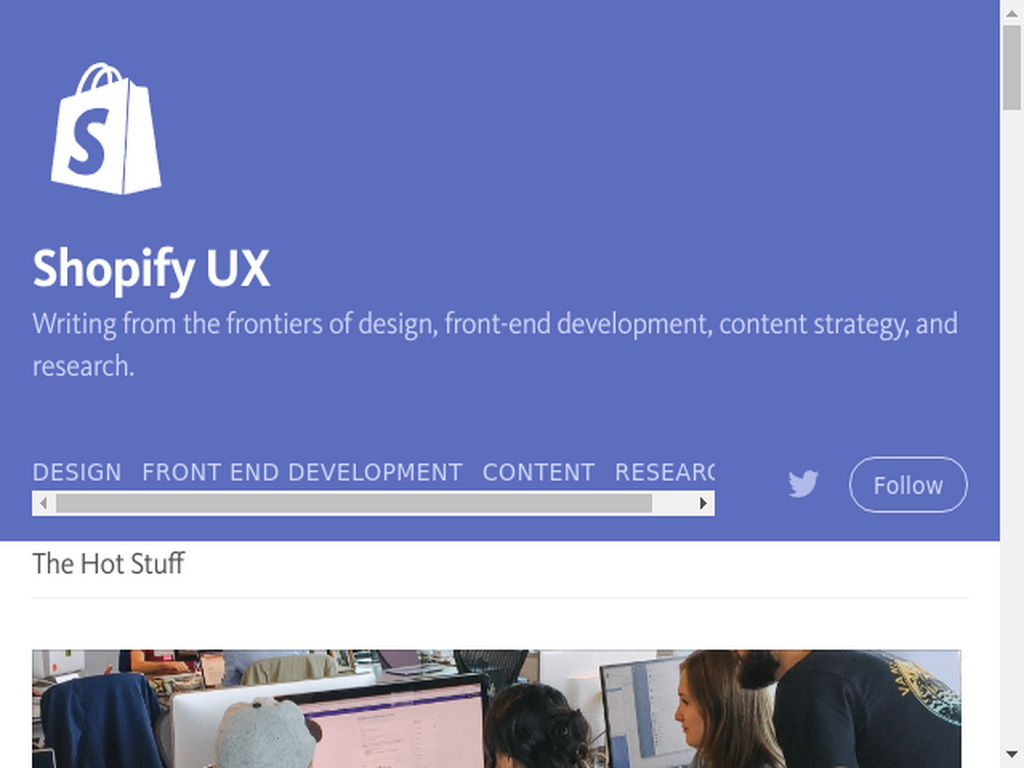 S
Shopify UX
Writing from the frontiers of design, front-end development, content strategy, and
research.
DESIGN FRONT END DEVELOPMENT CONTENT RESEARC
Follow
The Hot Stuff